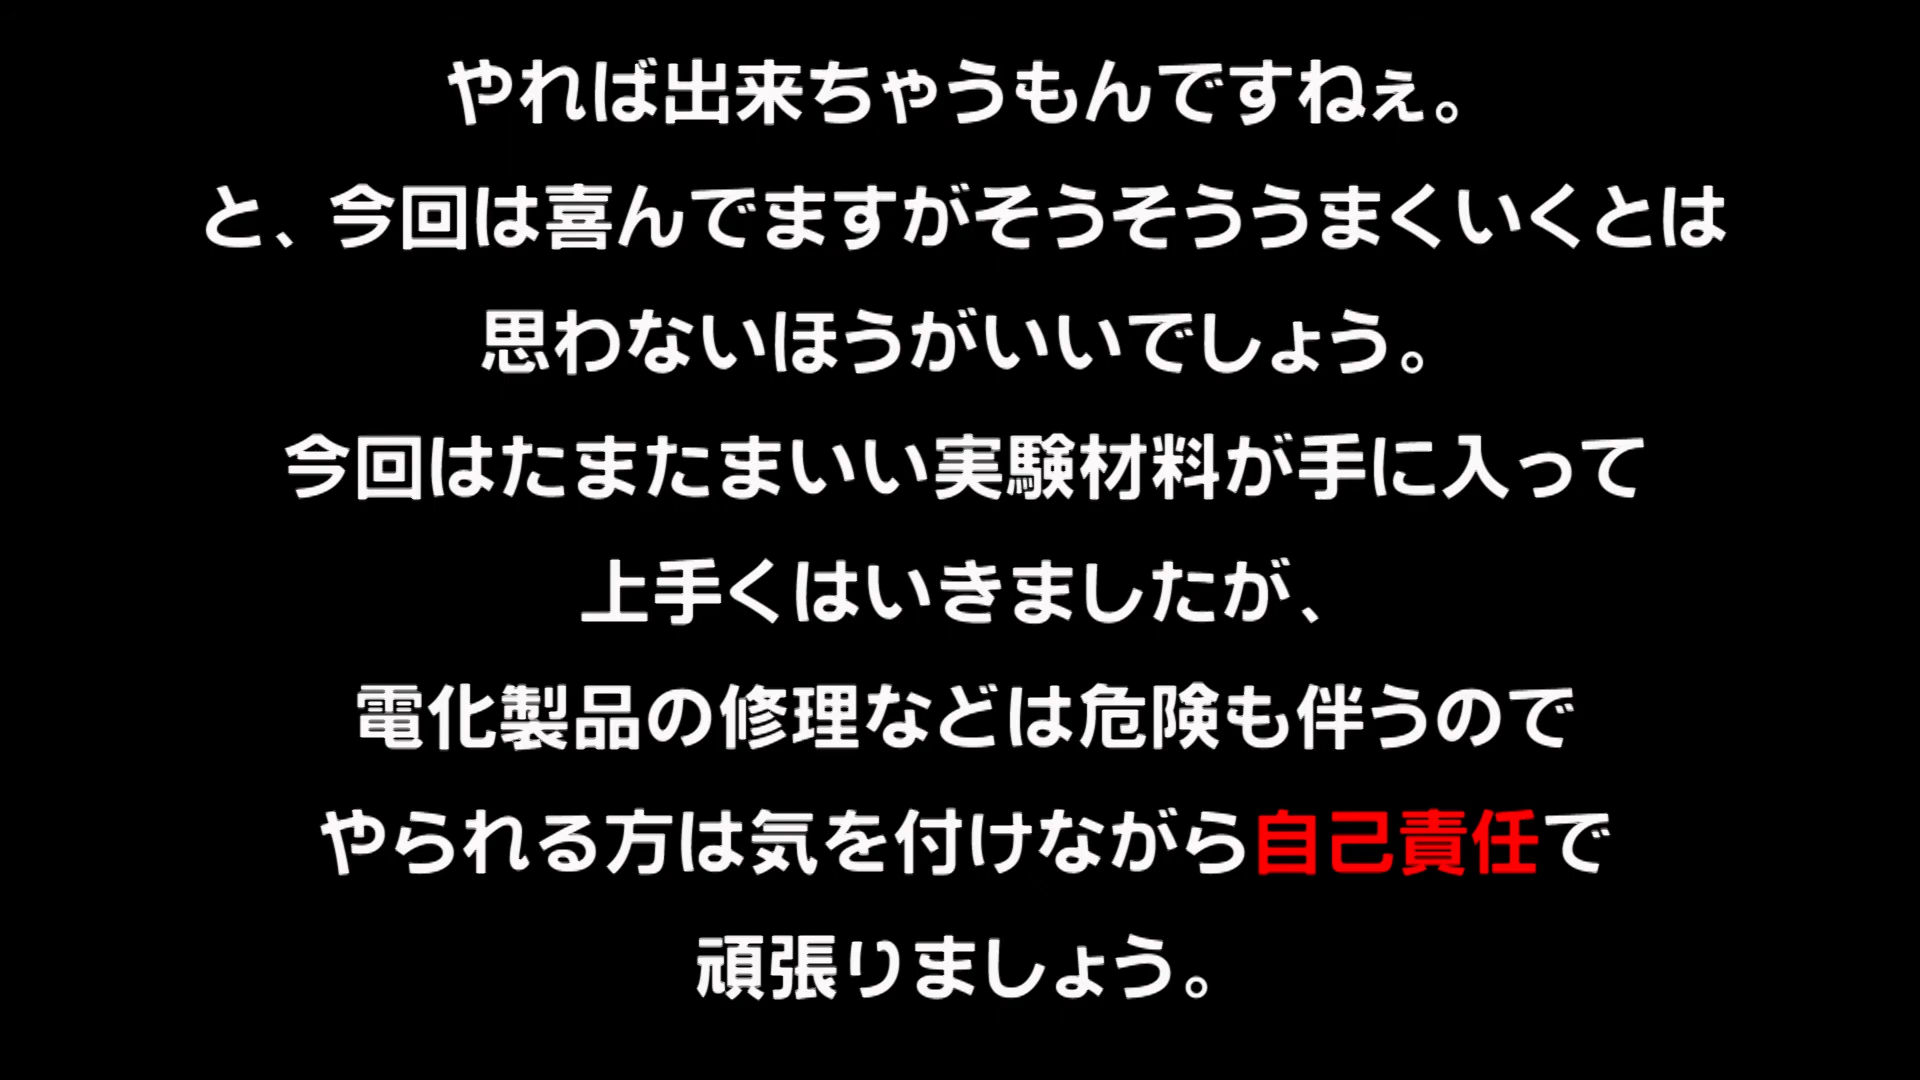 やれば出来ちゃうもんですねぇ。
と、今回は喜んでますがそうそううまくいくとは
思わないほうがいいでしょう。
今回はたまたまいい実験材料が手に入って
上手くはいきましたが、
電化製品の修理などは危険も伴うので
やられる方は気を付けながら自己責任で
頑張りましょう。